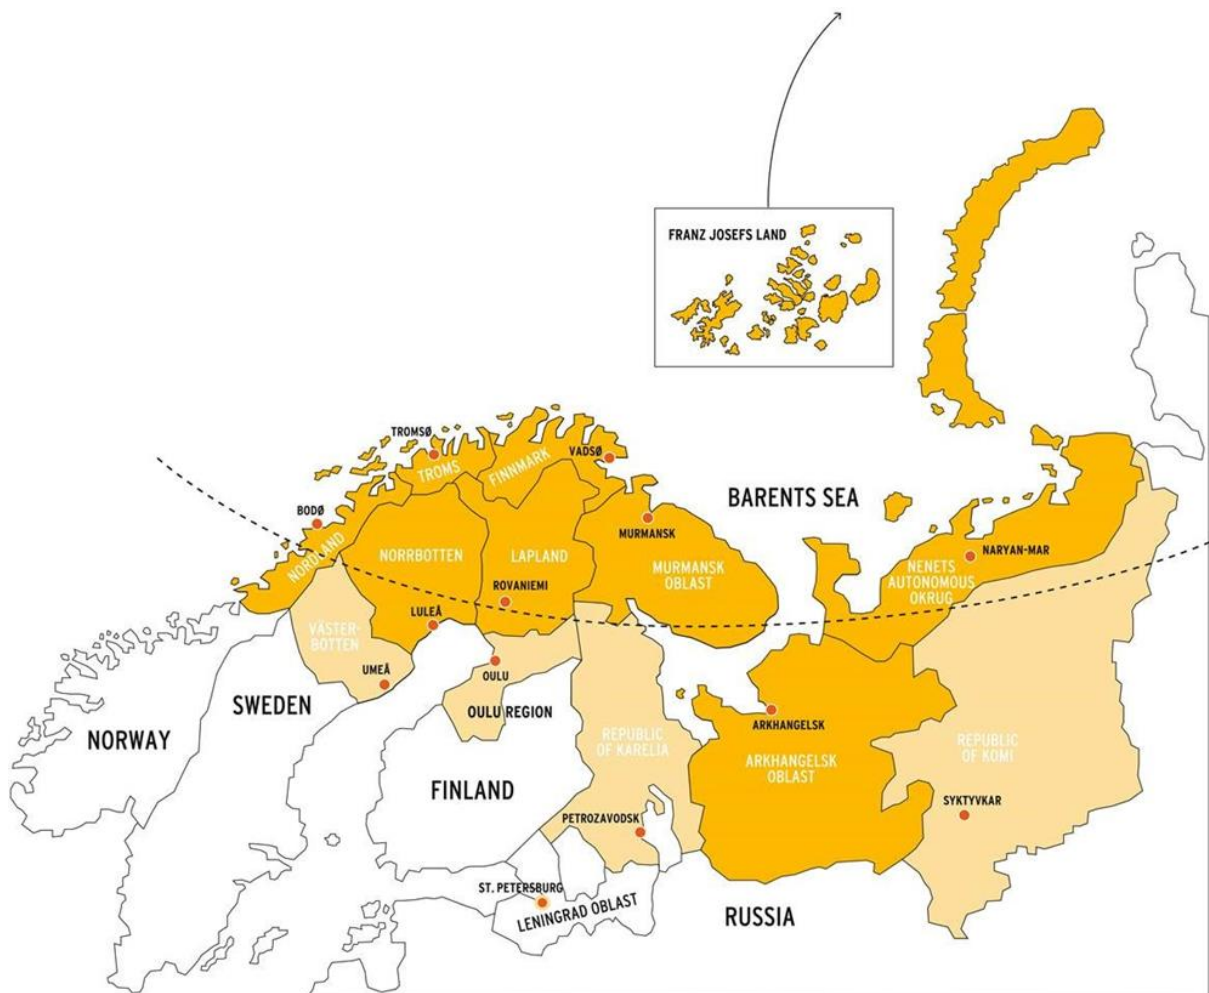 FRANZ JOSEFS LAND
TROMSØ
TROMS
FINNMARK
VADSØ
BARENTS SEA
BODØ
NORDLAND
NORRBOTTEN
LAPLAND
MURMANSK
MURMANSK
OBLAST
NARYAN-MAR
NENETS
AUTONOMOUS
OKRUG
ROVANIEMI
LULEÅ
VÄSTER-
BOTTEN
UMEÅ
OULU
OULU REGION
SWEDEN
NORWAY
FINLAND
REPUBLIC
OF KARELIA
ARKHANGELSK
ARKHANGELSK
OBLAST
REPUBLIC
OF KOMI
SYKTYVKAR
PETROZAVODSK
ST. PETERSBURG
LENINGRAD OBLAST
RUSSIA